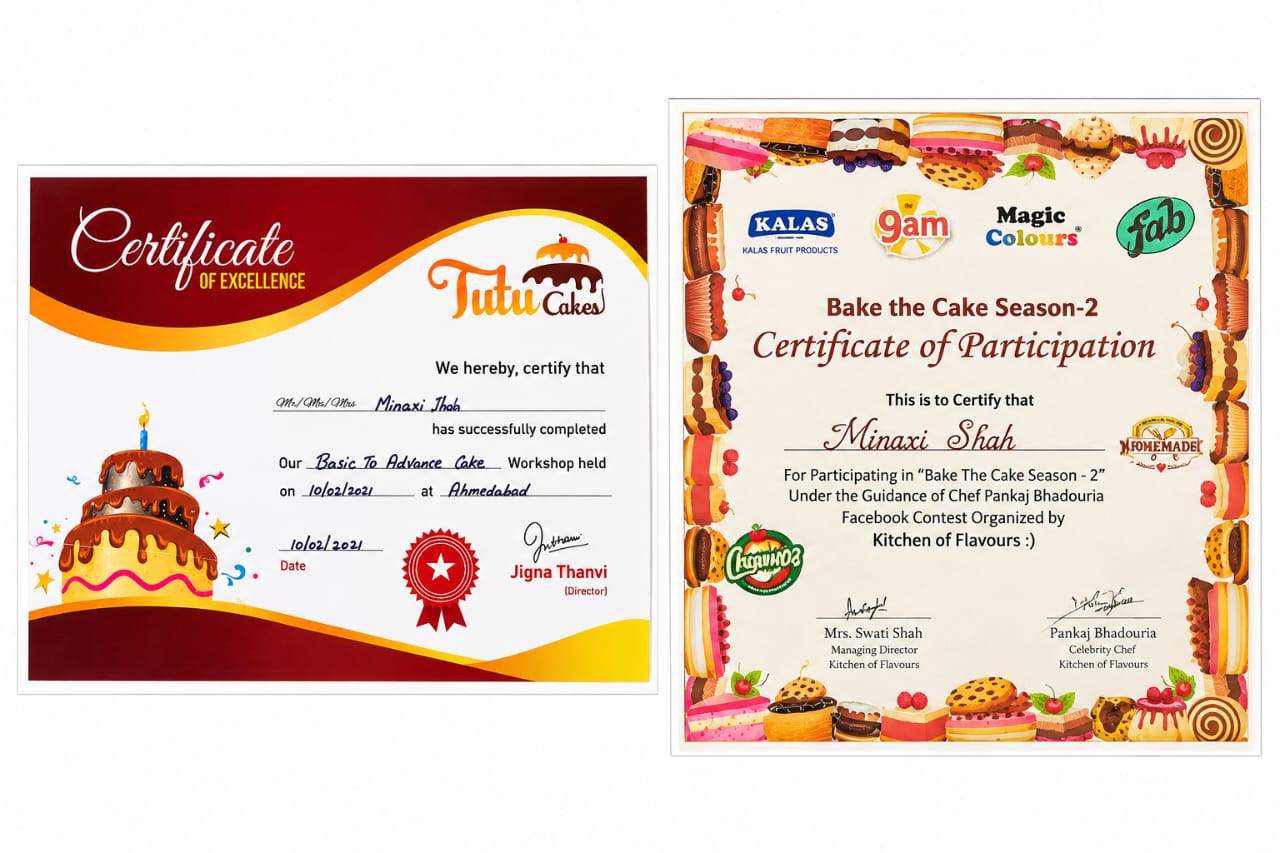 Certificate
OF EXCELLENCE
Tutu
Cakes
We hereby, certify that
Mr./ Mrs/ Miss Minaxi Jhah
has successfully completed
Our Basic To Advance Cake Workshop held
on 10/02/2021 at Ahmedabad
10/02/2021
Date
Jigna Thanvi
(Director)
KALAS
KALAS FRUIT PRODUCTS
9am
Magic
Colours®
fab
Bake the Cake Season-2
Certificate of Participation
This is to Certify that
Minaxi Shah
HOMEMADE
For Participating in “Bake The Cake Season - 2”
Under the Guidance of Chef Pankaj Bhadouria
Facebook Contest Organized by
Kitchen of Flavours :)
Mrs. Swati Shah
Managing Director
Kitchen of Flavours
Pankaj Bhadouria
Celebrity Chef
Kitchen of Flavours